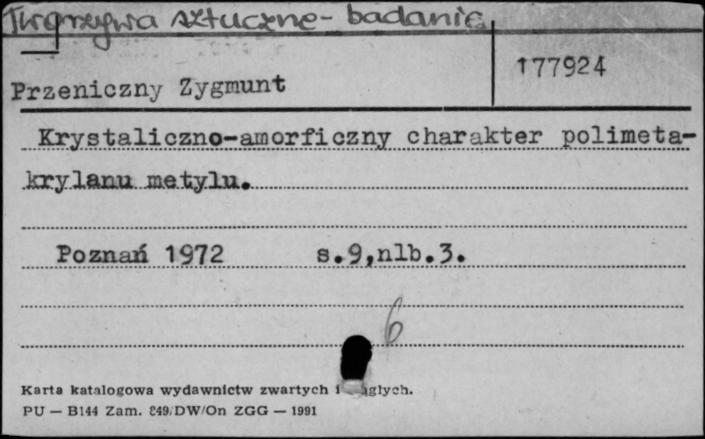 Tworzywa sztuczne - badanie
177924
Przeniczny Zygmunt
Krystaliczno-amorficzny charakter polimeta-
krylanu metylu.
Poznań 1972 s.9,nlb.3.
6
Karta katalogowa wydawnictw zwartych i
PU — B144 Zam. 849/DW/On ZGG — 1991